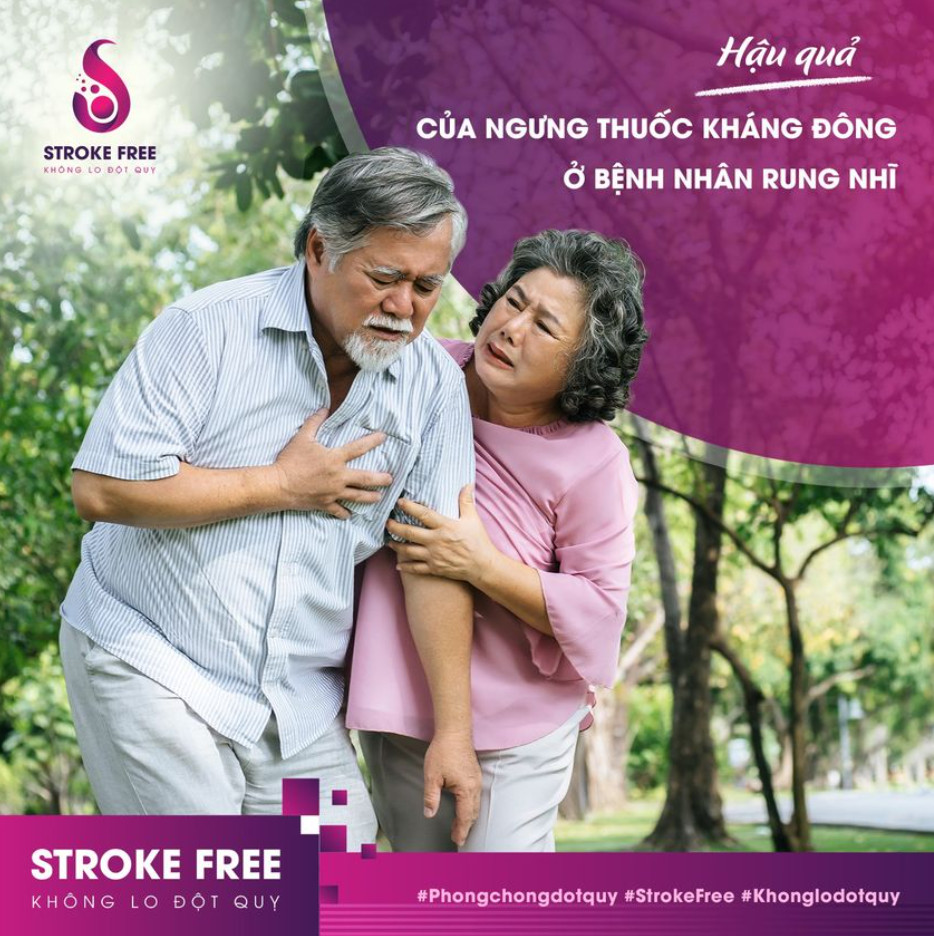 STROKE FREE
KHÔNG LO ĐỘT QUỴ
Hậu quả
CỦA NGƯNG THUỐC KHÁNG ĐÔNG
Ở BỆNH NHÂN RUNG NHĨ
STROKE FREE
KHÔNG LO ĐỘT QUỴ
#Phongchongdotquy #StrokeFree #Khonglodotquy